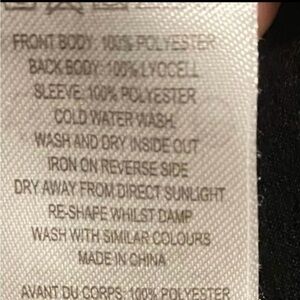 FRONT BODY: 100% POLYESTER
BACK BODY: 100% LYOCELL
SLEEVE: 100% POLYESTER
COLD WATER WASH,
WASH AND DRY INSIDE OUT
IRON ON REVERSE SIDE
DRY AWAY FROM DIRECT SUNLIGHT
RE-SHAPE WHILST DAMP
WASH WITH SIMILAR COLOURS
MADE IN CHINA
AVANT DU CORPS: 100% POLYESTER